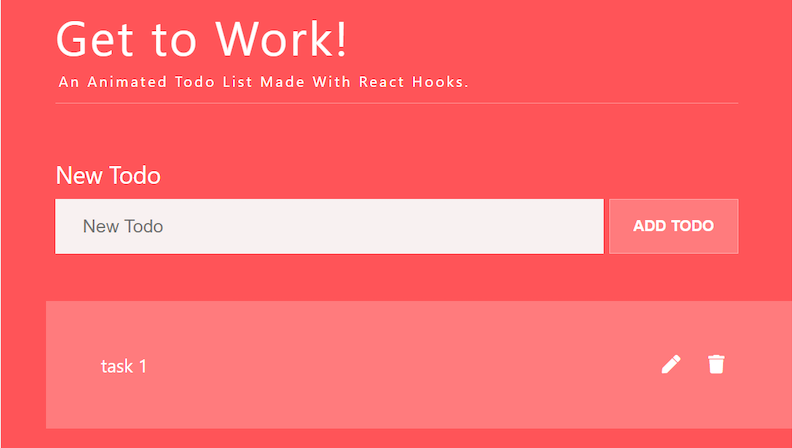 Get to Work!
An Animated Todo List Made With React Hooks.
New Todo
New Todo
ADD TODO
task 1